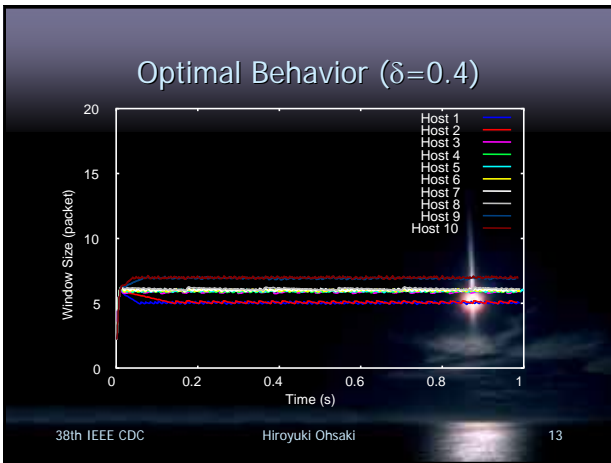 Optimal Behavior (δ=0.4)
20
15
10
5
0
Window Size (packet)
Host 1
Host 2
Host 3
Host 4
Host 5
Host 6
Host 7
Host 8
Host 9
Host 10
0 0.2 0.4 0.6 0.8 1
Time (s)
38th IEEE CDC Hiroyuki Ohsaki 13